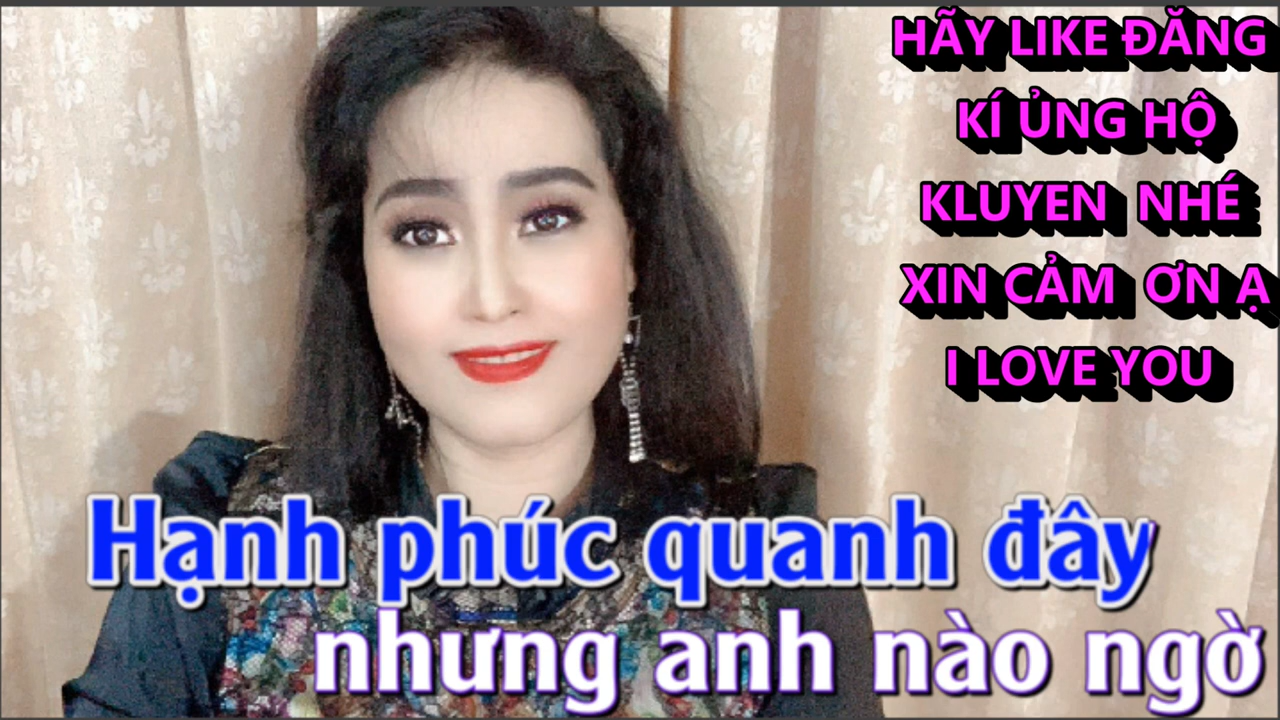 HÃY LIKE ĐĂNG
KÍ ỦNG HỘ
KLUYEN NHÉ
XIN CẢM ƠN Ạ
I LOVE YOU
Hạnh phúc quanh đây
nhưng anh nào ngờ